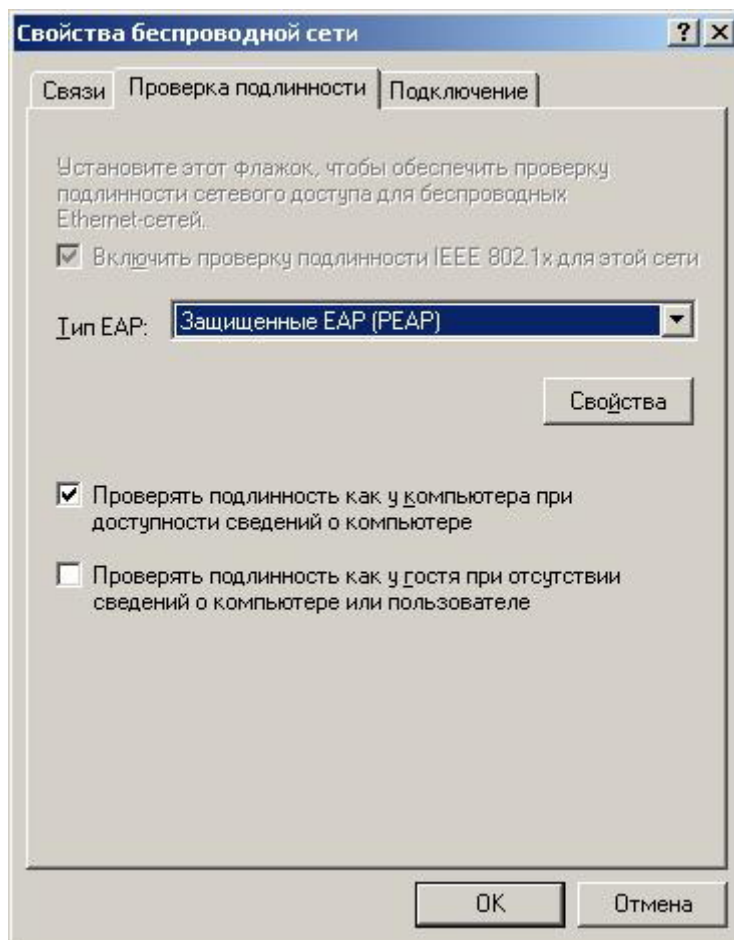 Свойства беспроводной сети
Связи Проверка подлинности Подключение
Установите этот флажок, чтобы обеспечить проверку
подлинности сетевого доступа для беспроводных
Ethernet-сетей.
Включить проверку подлинности IEEE 802.1x для этой сети
Тип EAP: Защищенные EAP (PEAP)
Свойства
Проверять подлинность как у компьютера при
доступности сведений о компьютере
Проверять подлинность как у гостя при отсутствии
сведений о компьютере или пользователе
OK Отмена